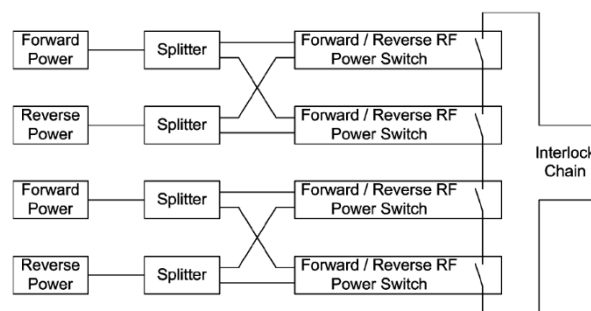 Forward
Power
Splitter
Forward / Reverse RF
Power Switch
Reverse
Power
Splitter
Forward / Reverse RF
Power Switch
Interlock
Chain
Forward
Power
Splitter
Forward / Reverse RF
Power Switch
Reverse
Power
Splitter
Forward / Reverse RF
Power Switch